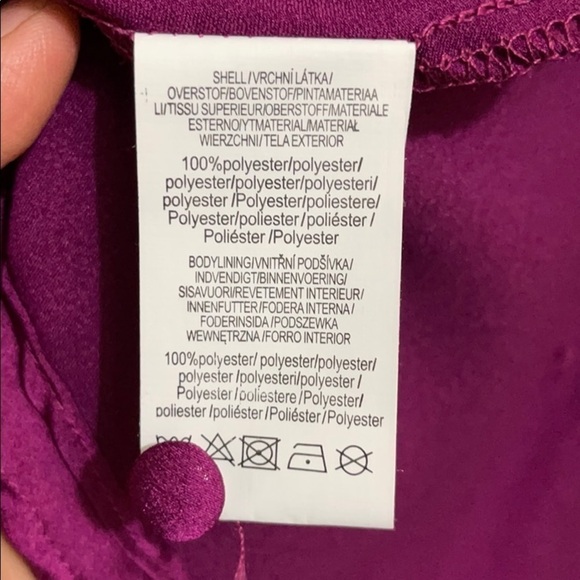 SHELL/VRCHNÍ LÁTKA/
OVERSTOF/BOVENSTOF/PINTAMATERIAA
LI/TISSU SUPERIEUR/OBERSTOFF/MATERIALE
ESTERNO/YTMATERIAL/MATERIAŁ
WIERZCHNI/TELA EXTERIOR
100%polyester/polyester/
polyester/polyester/polyesteri/
polyester /Polyester/poliestere/
Polyester/poliester/poliéster /
Poliéster /Polyester
BODYLINING/VNITŘNÍ PODŠÍVKA/
INDVENDIGT/BINNENVOERING/
SISAVUORI/REVETEMENT INTERIEUR/
INNENFUTTER/FODERA INTERNA/
FODERINSIDA/PODSZEWKA
WEWNĘTRZNA/FORRO INTERIOR
100%polyester/ polyester/polyester/
polyester /polyesteri/polyester /
Polyester /poliestere /Polyester/
poliester /poliéster/Poliéster/Polyester